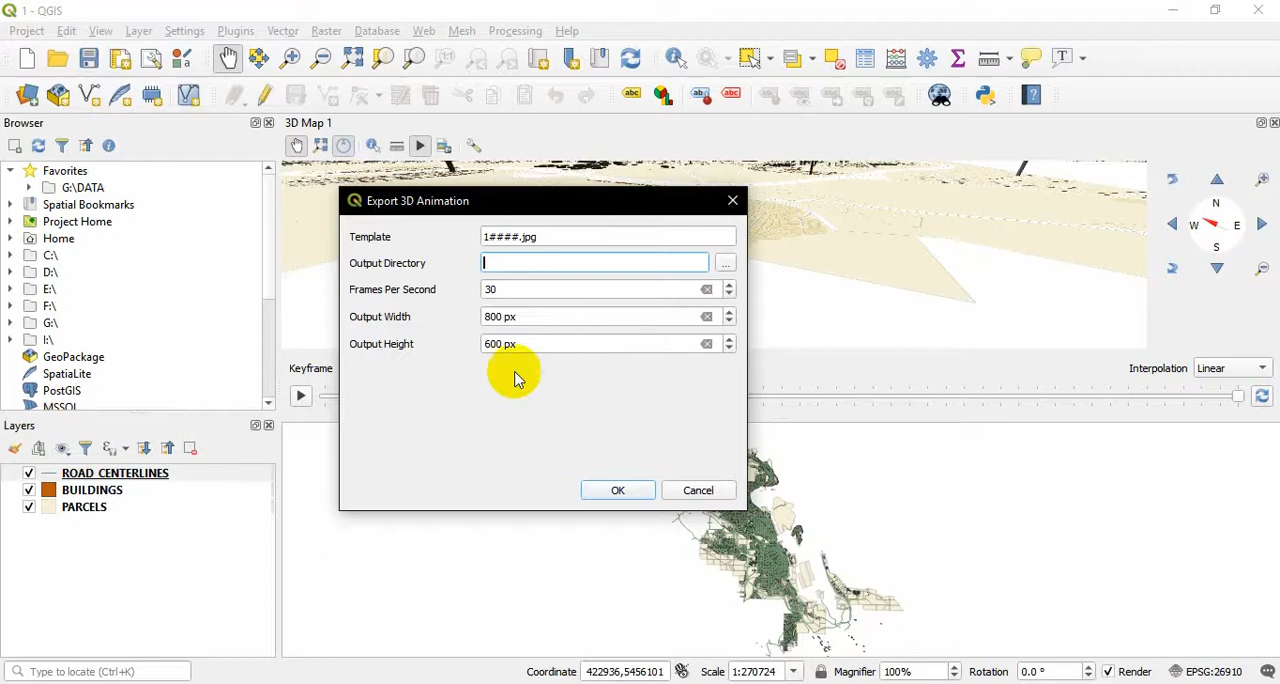 1 - QGIS
Project Edit View Layer Settings Plugins Vector Raster Database Web Mesh Processing Help
Browser
3D Map 1
Favorites
G:\DATA
Spatial Bookmarks
Project Home
Home
C:\
D:\
E:\
F:\
G:\
I:\
GeoPackage
SpatiaLite
PostGIS
MSSQL
Export 3D Animation
Template 1####.jpg
Output Directory ...
Frames Per Second 30
Output Width 800 px
Output Height 600 px
OK Cancel
N
W E
S
Keyframe
Interpolation Linear
Layers
ROAD CENTERLINES
BUILDINGS
PARCELS
Type to locate (Ctrl+K) Coordinate 422936,5456101 Scale 1:270724 Magnifier 100% Rotation 0.0 ° Render EPSG:26910